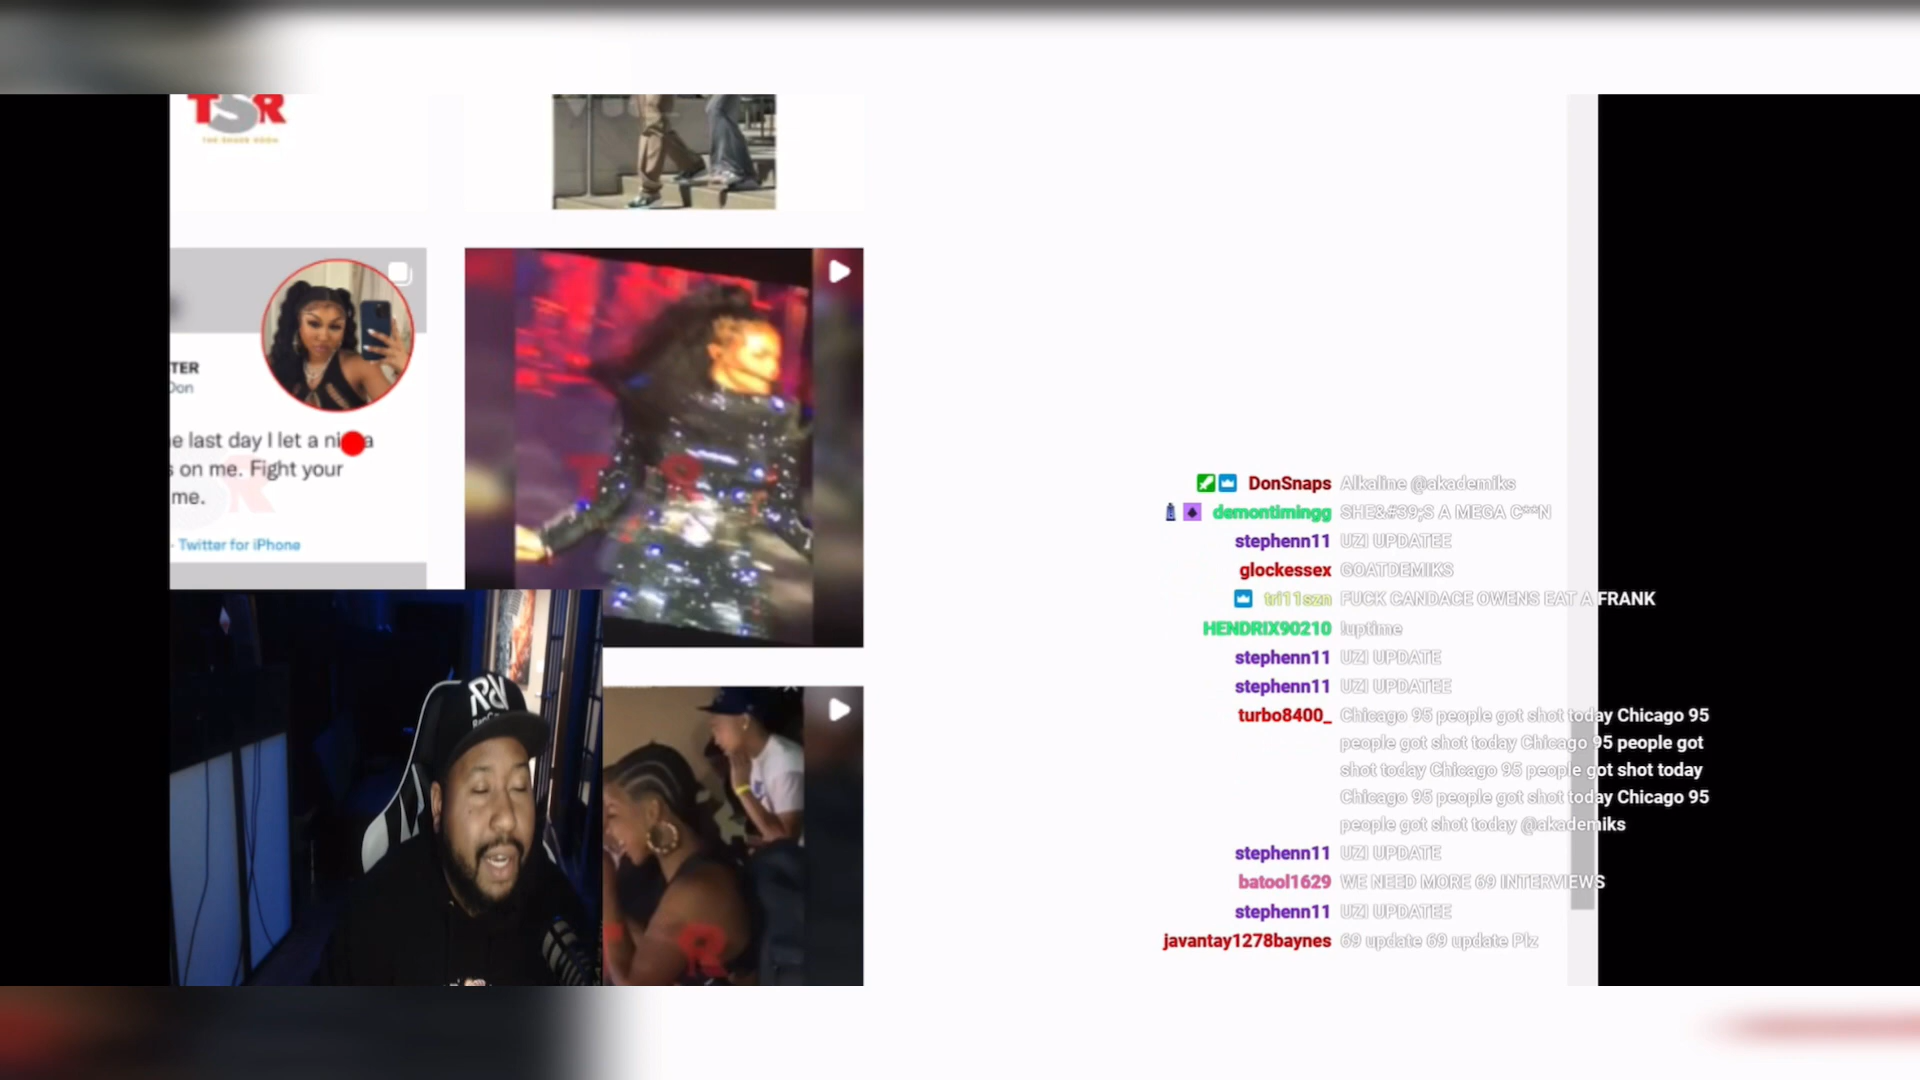 TSR
THE SHADE ROOM
TER
Don
e last day I let a ni a
s on me. Fight your
me.
Twitter for iPhone
R
R
DonSnaps Alkaline @akademiks
demontimingg SHE&#39;S A MEGA C***N
stephenn11 UZI UPDATEE
glockessex GOATDEMIKS
tri11szn FUCK CANDACE OWENS EAT A FRANK
HENDRIX90210 !uptime
stephenn11 UZI UPDATE
stephenn11 UZI UPDATEE
turbo8400_ Chicago 95 people got shot today Chicago 95
people got shot today Chicago 95 people got
shot today Chicago 95 people got shot today
Chicago 95 people got shot today Chicago 95
people got shot today @akademiks
stephenn11 UZI UPDATE
batool1629 WE NEED MORE 69 INTERVIEWS
stephenn11 UZI UPDATEE
javantay1278baynes 69 update 69 update Plz